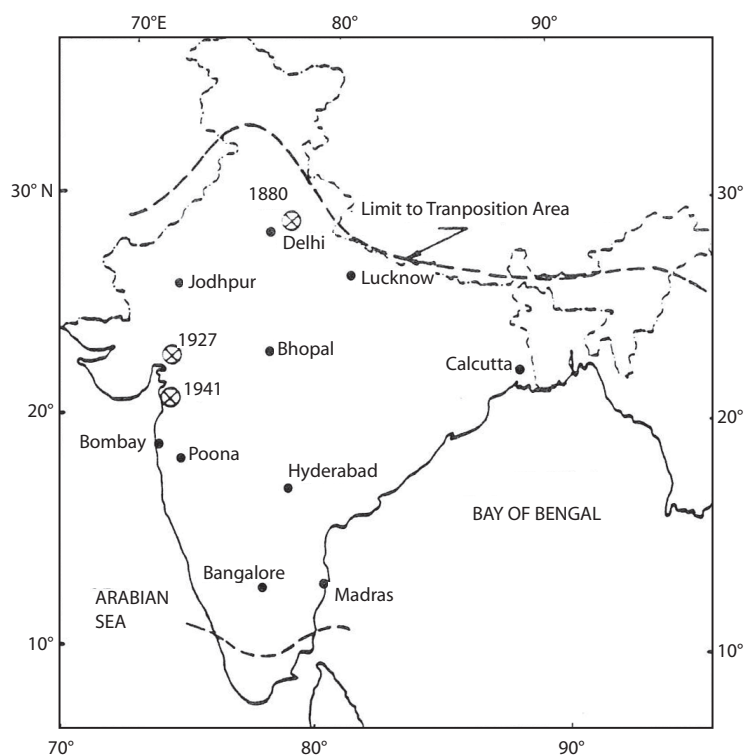 70°E 80° 90°
30° N
1880
30°
Limit to Tranposition Area
Delhi
Jodhpur
Lucknow
1927
Bhopal
Calcutta
1941
20°
20°
Bombay
Poona
Hyderabad
BAY OF BENGAL
Bangalore
Madras
ARABIAN
SEA
10°
10°
70° 80° 90°